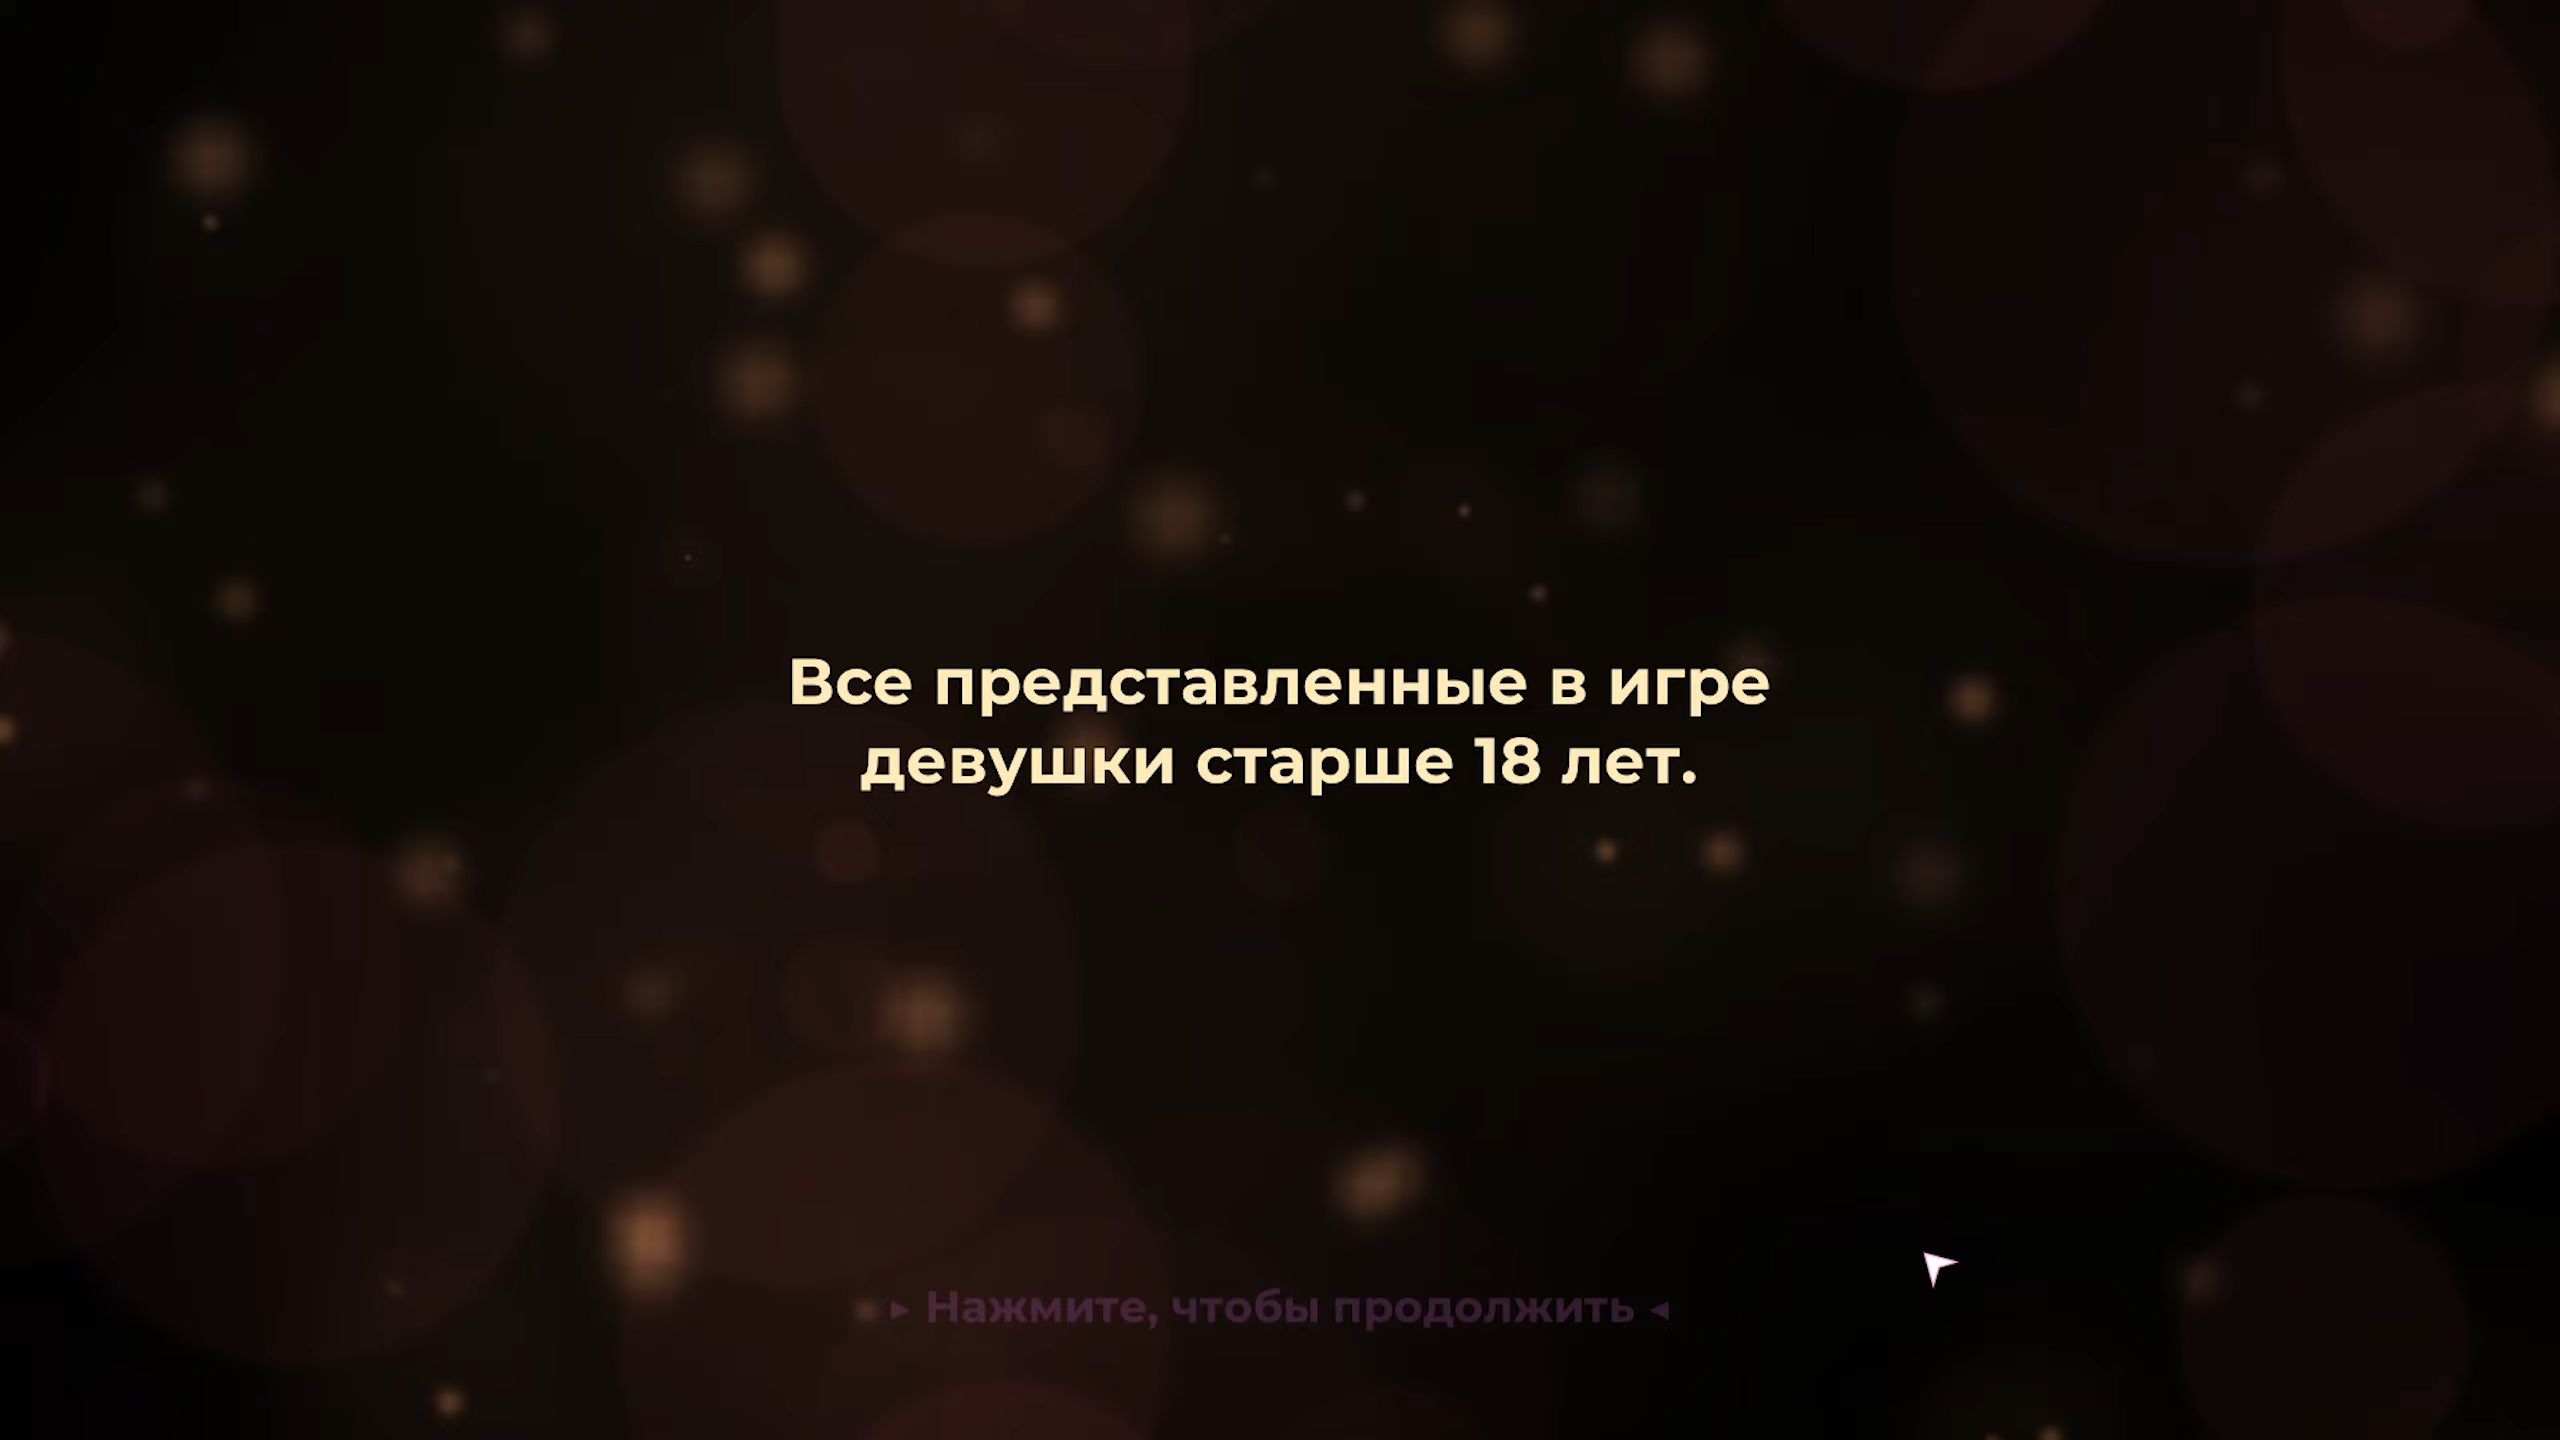 Все представленные в игре
девушки старше 18 лет.
▸ Нажмите, чтобы продолжить ◂